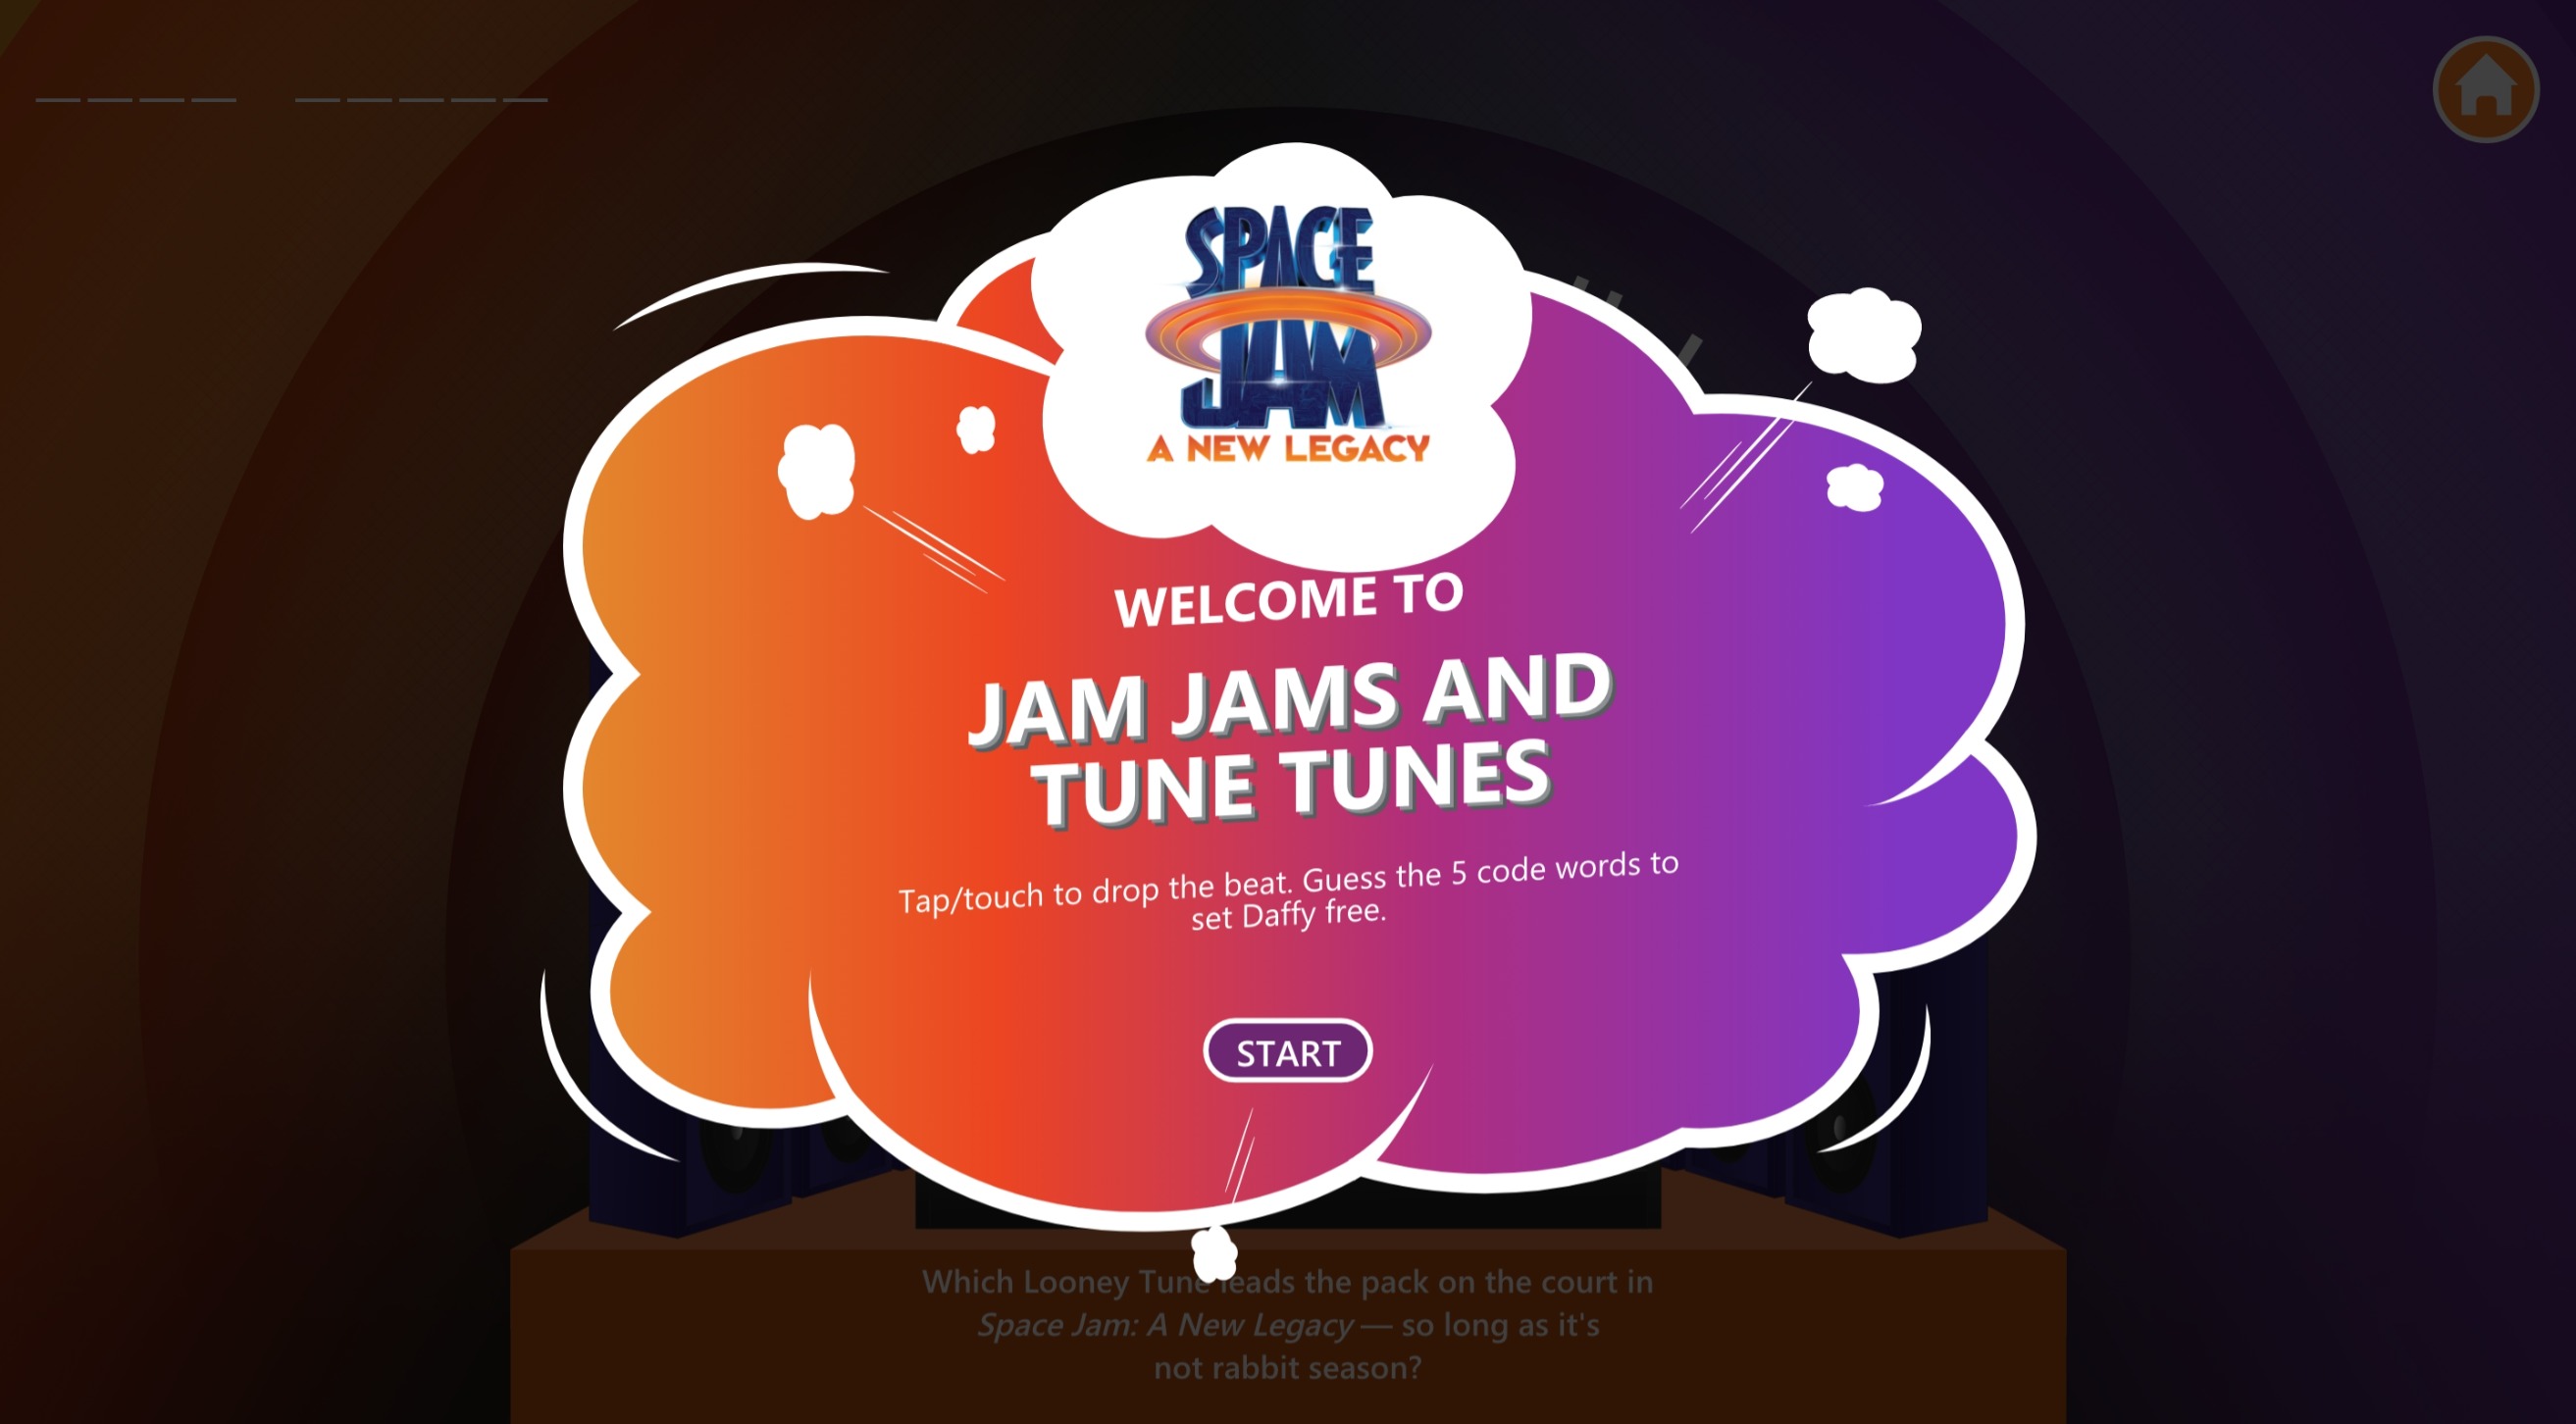 SPACE
JAM
A NEW LEGACY
WELCOME TO
JAM JAMS AND
TUNE TUNES
Tap/touch to drop the beat. Guess the 5 code words to
set Daffy free.
START
Which Looney Tune leads the pack on the court in
Space Jam: A New Legacy — so long as it's
not rabbit season?